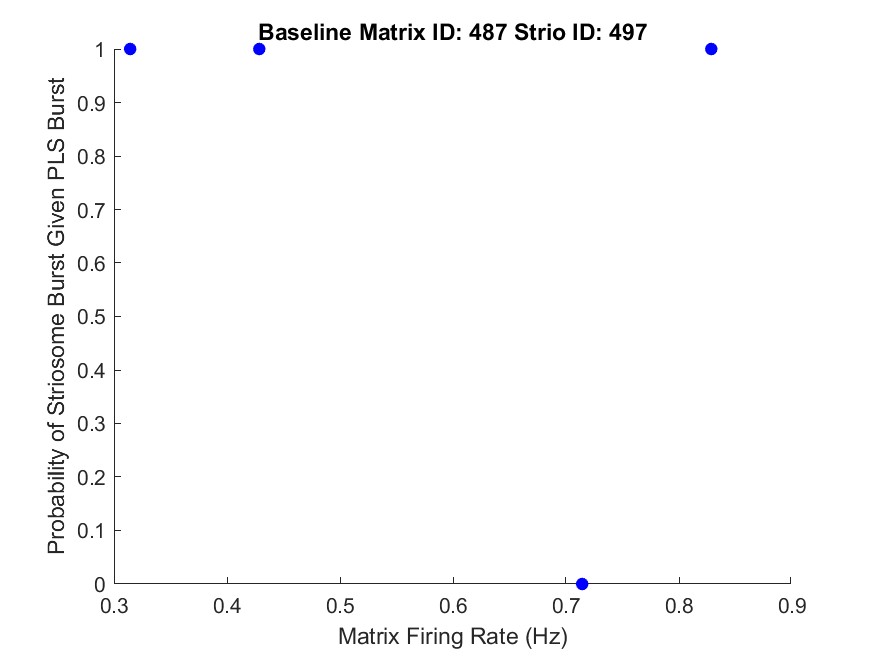 Baseline Matrix ID: 487 Strio ID: 497
Probability of Striosome Burst Given PLS Burst
1
0.9
0.8
0.7
0.6
0.5
0.4
0.3
0.2
0.1
0
0.3 0.4 0.5 0.6 0.7 0.8 0.9
Matrix Firing Rate (Hz)